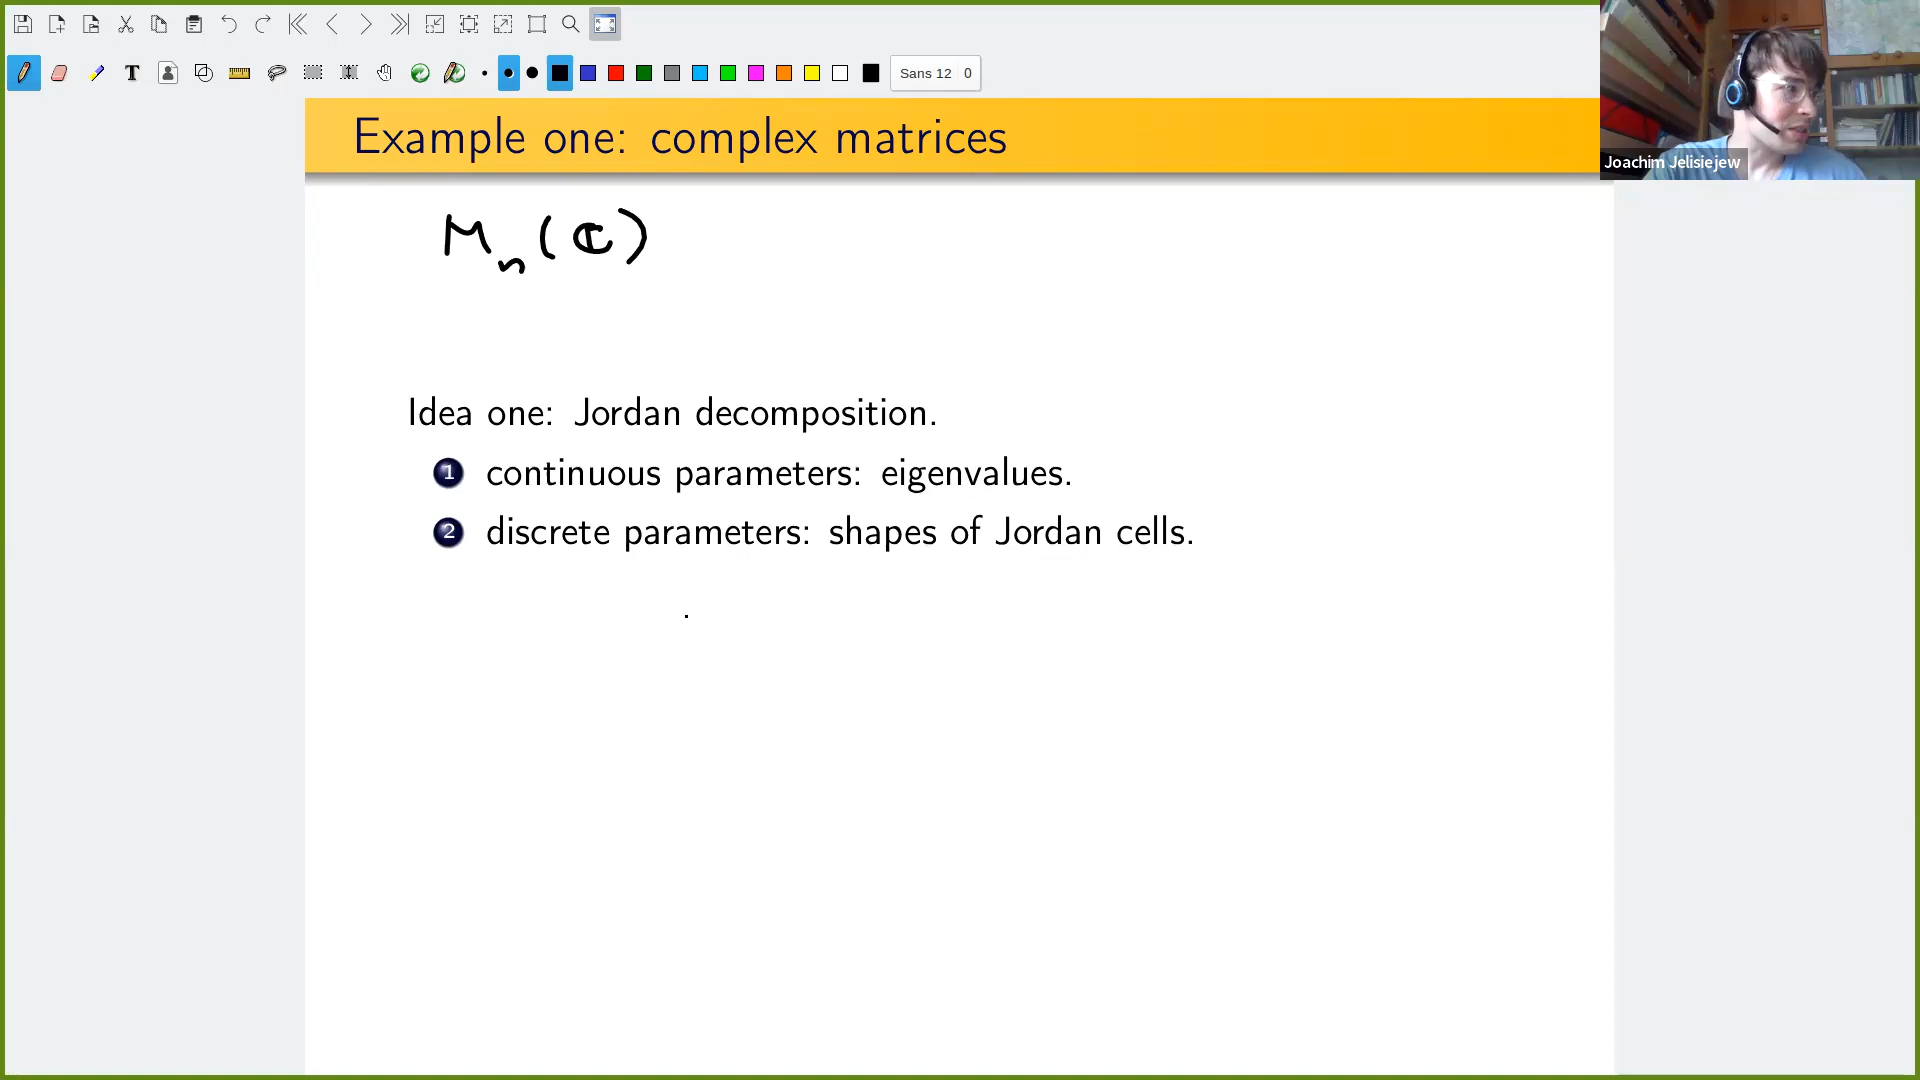 T
Sans 12 0
Example one: complex matrices
Joachim Jelisiejew
M_n (ℂ)
Idea one: Jordan decomposition.
1 continuous parameters: eigenvalues.
2 discrete parameters: shapes of Jordan cells.